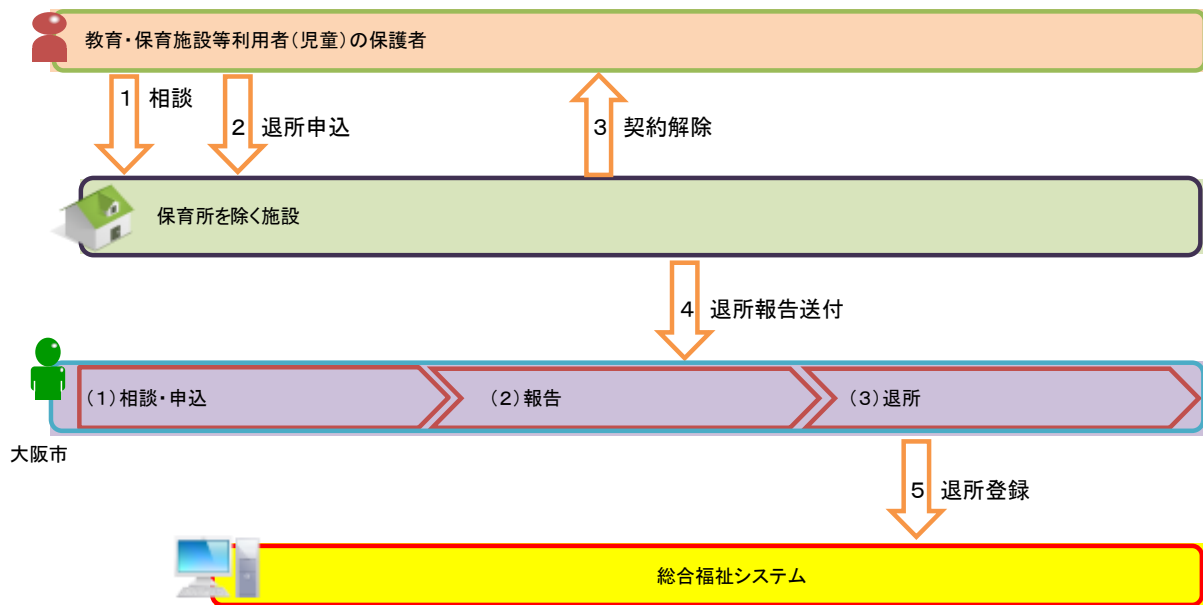 教育・保育施設等利用者(児童)の保護者
1 相談
2 退所申込
3 契約解除
保育所を除く施設
4 退所報告送付
(1)相談・申込
(2)報告
(3)退所
大阪市
5 退所登録
総合福祉システム